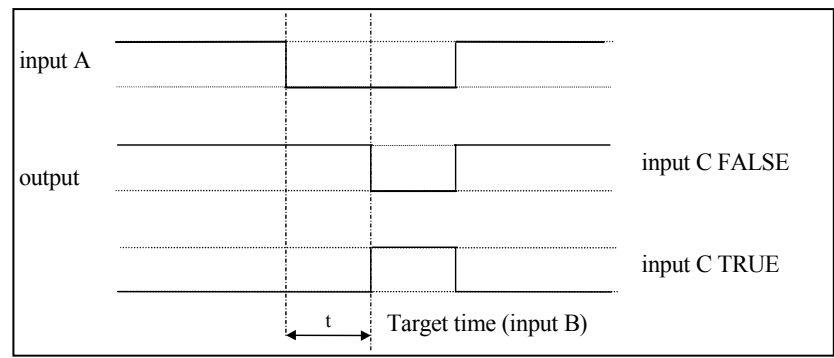 input A
input C FALSE
output
input C TRUE
t
Target time (input B)